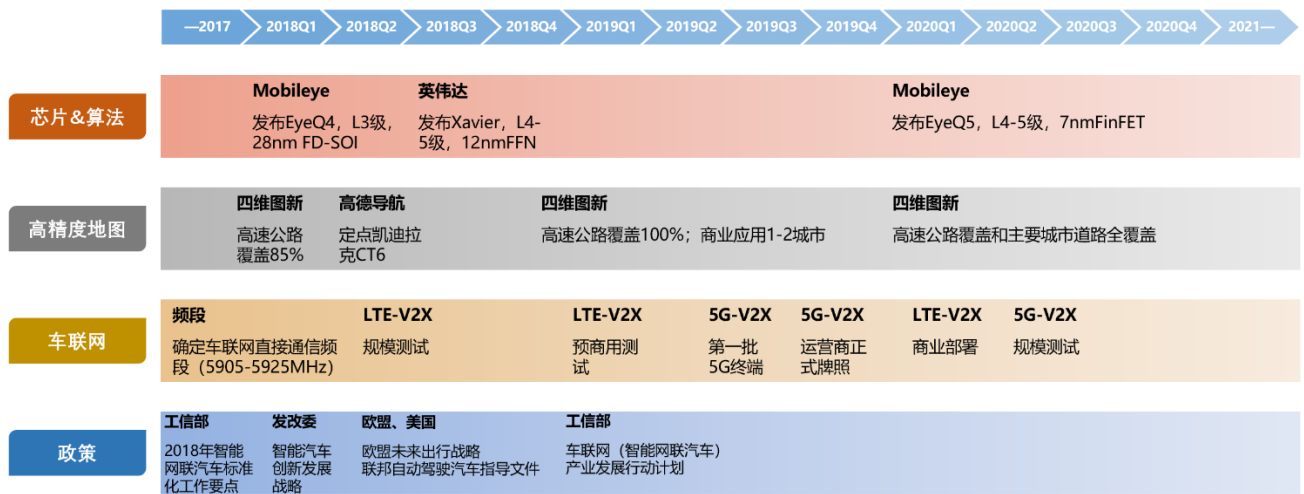 —2017 2018Q1 2018Q2 2018Q3 2018Q4 2019Q1 2019Q2 2019Q3 2019Q4 2020Q1 2020Q2 2020Q3 2020Q4 2021—
芯片&算法
Mobileye
发布EyeQ4，L3级，
28nm FD-SOI
英伟达
发布Xavier，L4-
5级，12nmFFN
Mobileye
发布EyeQ5，L4-5级，7nmFinFET
高精度地图
四维图新
高速公路
覆盖85%
高德导航
定点凯迪拉
克CT6
四维图新
高速公路覆盖100%；商业应用1-2城市
四维图新
高速公路覆盖和主要城市道路全覆盖
车联网
频段
确定车联网直接通信频
段（5905-5925MHz）
LTE-V2X
规模测试
LTE-V2X
预商用测
试
5G-V2X
第一批
5G终端
5G-V2X
运营商正
式牌照
LTE-V2X
商业部署
5G-V2X
规模测试
政策
工信部
2018年智能
网联汽车标准
化工作要点
发改委
智能汽车
创新发展
战略
欧盟、美国
欧盟未来出行战略
联邦自动驾驶汽车指导文件
工信部
车联网（智能网联汽车）
产业发展行动计划